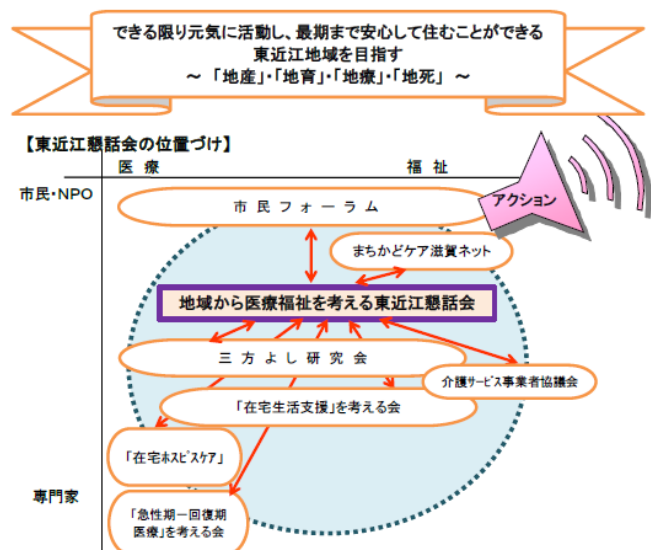 できる限り元気に活動し、最期まで安心して住むことができる
東近江地域を目指す
～ 「地産」・「地育」・「地療」・「地死」 ～
【東近江懇話会の位置づけ】
医 療
福 祉
市民・NPO
アクション
市 民 フ ォ ー ラ ム
まちかどケア滋賀ネット
地域から医療福祉を考える東近江懇話会
三 方 よ し 研 究 会
介護サービス事業者協議会
「在宅生活支援」を考える会
「在宅ホスピスケア」
専門家
「急性期－回復期
医療」を考える会